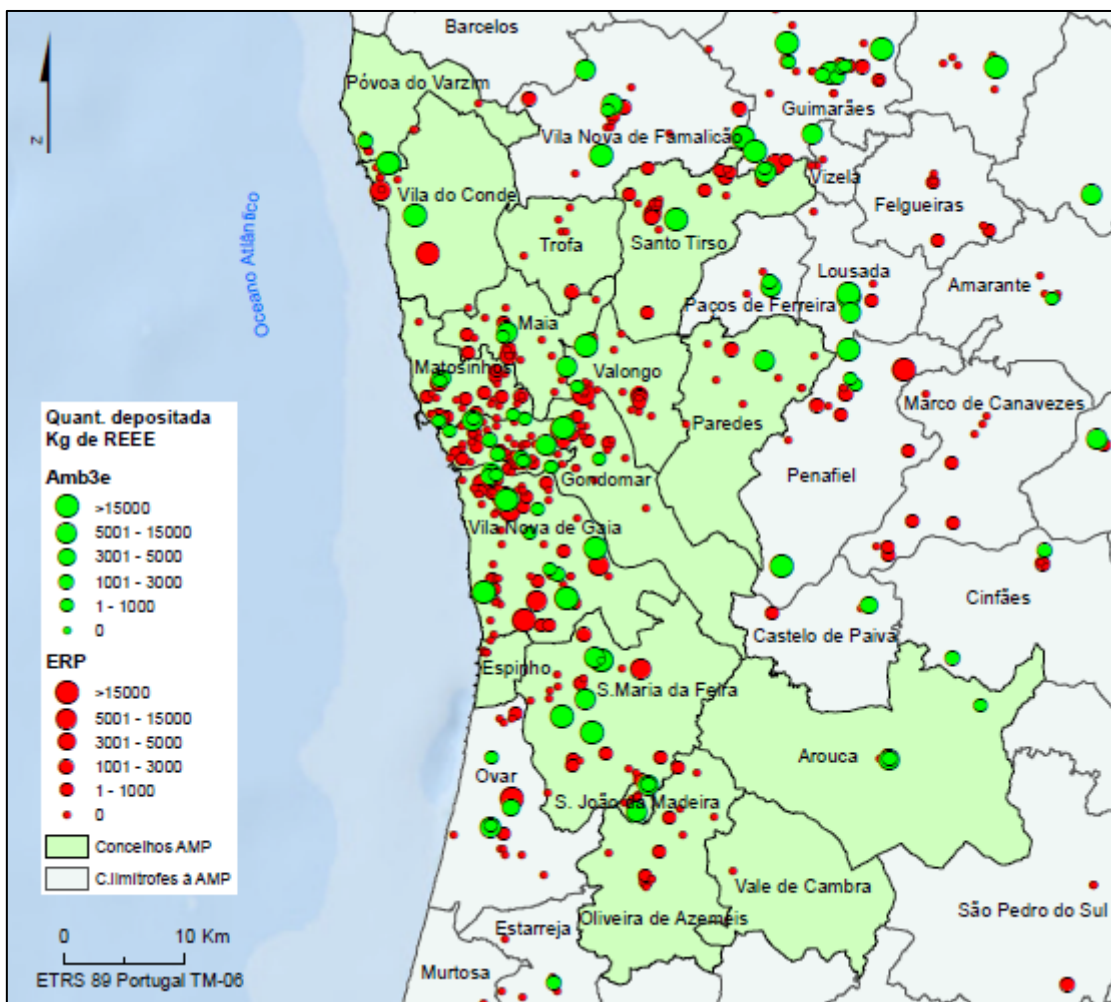 Barcelos
Póvoa do Varzim
Guimarães
Vila Nova de Famalicão
Vizela
Vila do Conde
Felgueiras
Oceano Atlântico
Trofa
Santo Tirso
Lousada
Amarante
Paços de Ferreira
Maia
Matosinhos
Valongo
Marco de Canavezes
Paredes
Penafiel
Gondomar
Vila Nova de Gaia
Cinfães
Castelo de Paiva
Espinho
S.Maria da Feira
Arouca
Ovar
S. João da Madeira
Vale de Cambra
São Pedro do Sul
Oliveira de Azemeis
Estarreja
Murtosa
N
Quant. depositada
Kg de REEE
Amb3e
>15000
5001 - 15000
3001 - 5000
1001 - 3000
1 - 1000
0
ERP
>15000
5001 - 15000
3001 - 5000
1001 - 3000
1 - 1000
0
Concelhos AMP
C.limitrofes à AMP
0 10 Km
ETRS 89 Portugal TM-06